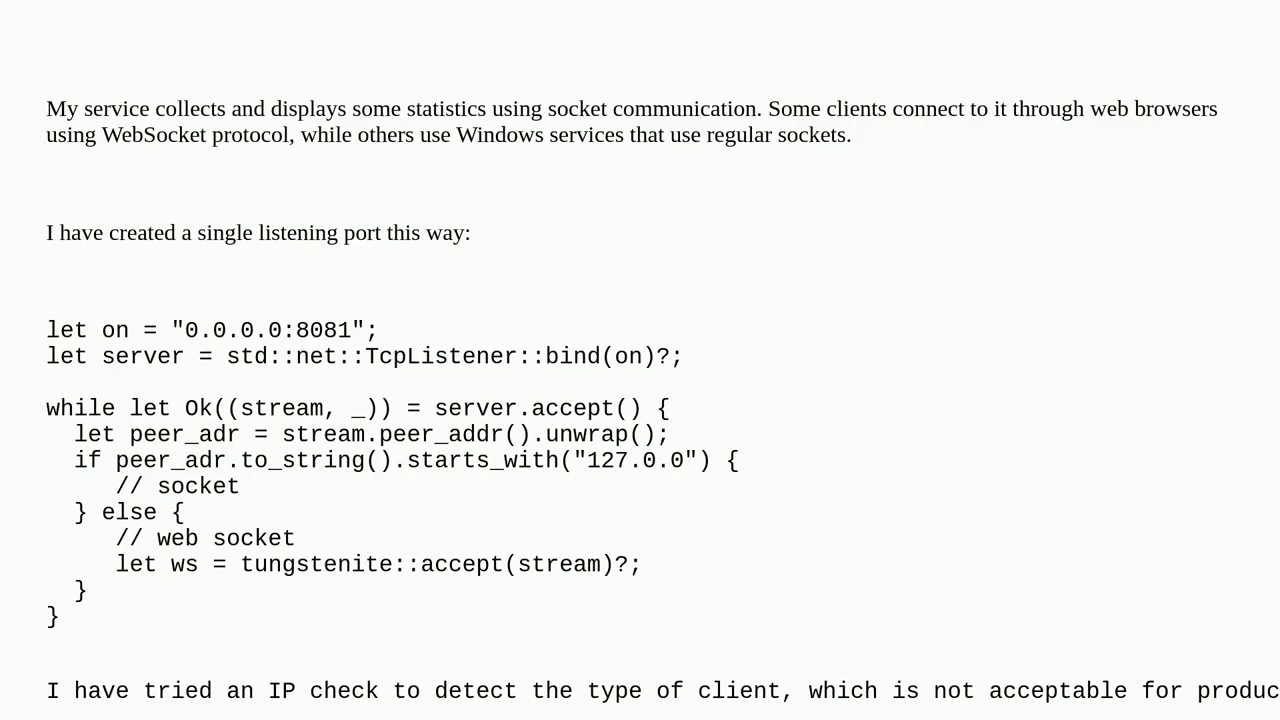 My service collects and displays some statistics using socket communication. Some clients connect to it through web browsers
using WebSocket protocol, while others use Windows services that use regular sockets.
I have created a single listening port this way:
let on = "0.0.0.0:8081";
let server = std::net::TcpListener::bind(on)?;
while let Ok((stream, _)) = server.accept() {
  let peer_adr = stream.peer_addr().unwrap();
  if peer_adr.to_string().starts_with("127.0.0") {
     // socket
  } else {
     // web socket
     let ws = tungstenite::accept(stream)?;
  }
}
I have tried an IP check to detect the type of client, which is not acceptable for produc